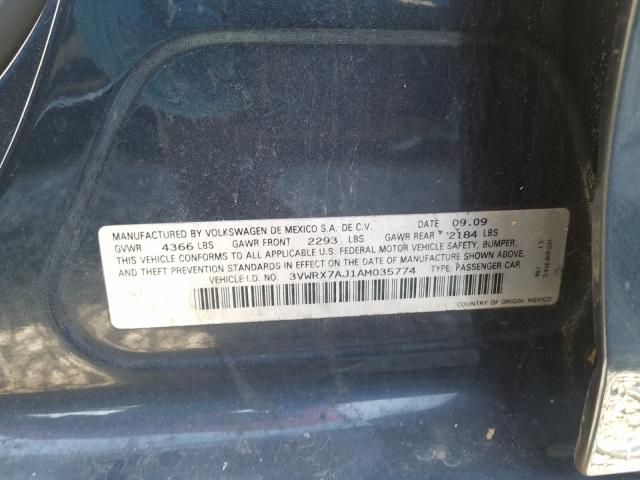 MANUFACTURED BY VOLKSWAGEN DE MEXICO S.A. DE C.V. DATE 09.09
GVWR 4366 LBS GAWR FRONT 2293 LBS GAWR REAR 2184 LBS
THIS VEHICLE CONFORMS TO ALL APPLICABLE U.S. FEDERAL MOTOR VEHICLE SAFETY, BUMPER,
AND THEFT PREVENTION STANDARDS IN EFFECT ON THE DATE OF MANUFACTURE SHOWN ABOVE.
VEHICLE I.D. NO. 3VWRX7AJ1AM035774 TYPE: PASSENGER CAR
COUNTRY OF ORIGIN: MEXICO